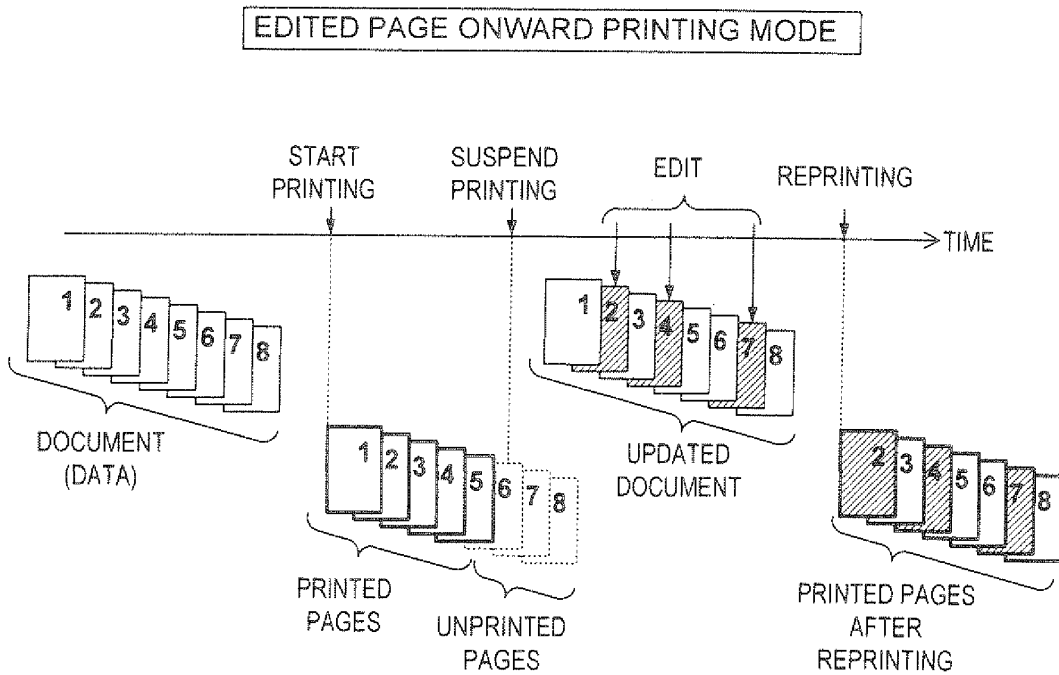 EDITED PAGE ONWARD PRINTING MODE
START
PRINTING
SUSPEND
PRINTING
EDIT
REPRINTING
TIME
1 2 3 4 5 6 7 8
DOCUMENT
(DATA)
1 2 3 4 5 6 7 8
PRINTED
PAGES
UNPRINTED
PAGES
1 2 3 4 5 6 7 8
UPDATED
DOCUMENT
2 3 4 5 6 7 8
PRINTED PAGES
AFTER
REPRINTING